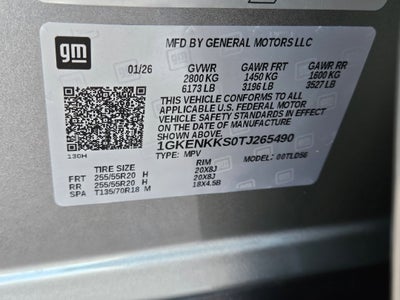 gm
MFD BY GENERAL MOTORS LLC
01/26 GVWR GAWR FRT GAWR RR
2800 KG 1450 KG 1600 KG
6173 LB 3196 LB 3527 LB
THIS VEHICLE CONFORMS TO ALL
APPLICABLE U.S. FEDERAL MOTOR
VEHICLE SAFETY STANDARDS IN EFFECT
ON THE DATE OF MANUFACTURE
SHOWN ABOVE.
1GKENKKS0TJ265490
130H TYPE: MPV MODEL: 00TLD56
TIRE SIZE RIM
FRT 255/55R20 H 20X8J
RR 255/55R20 H 20X8J
SPA T135/70R18 M 18X4.5B